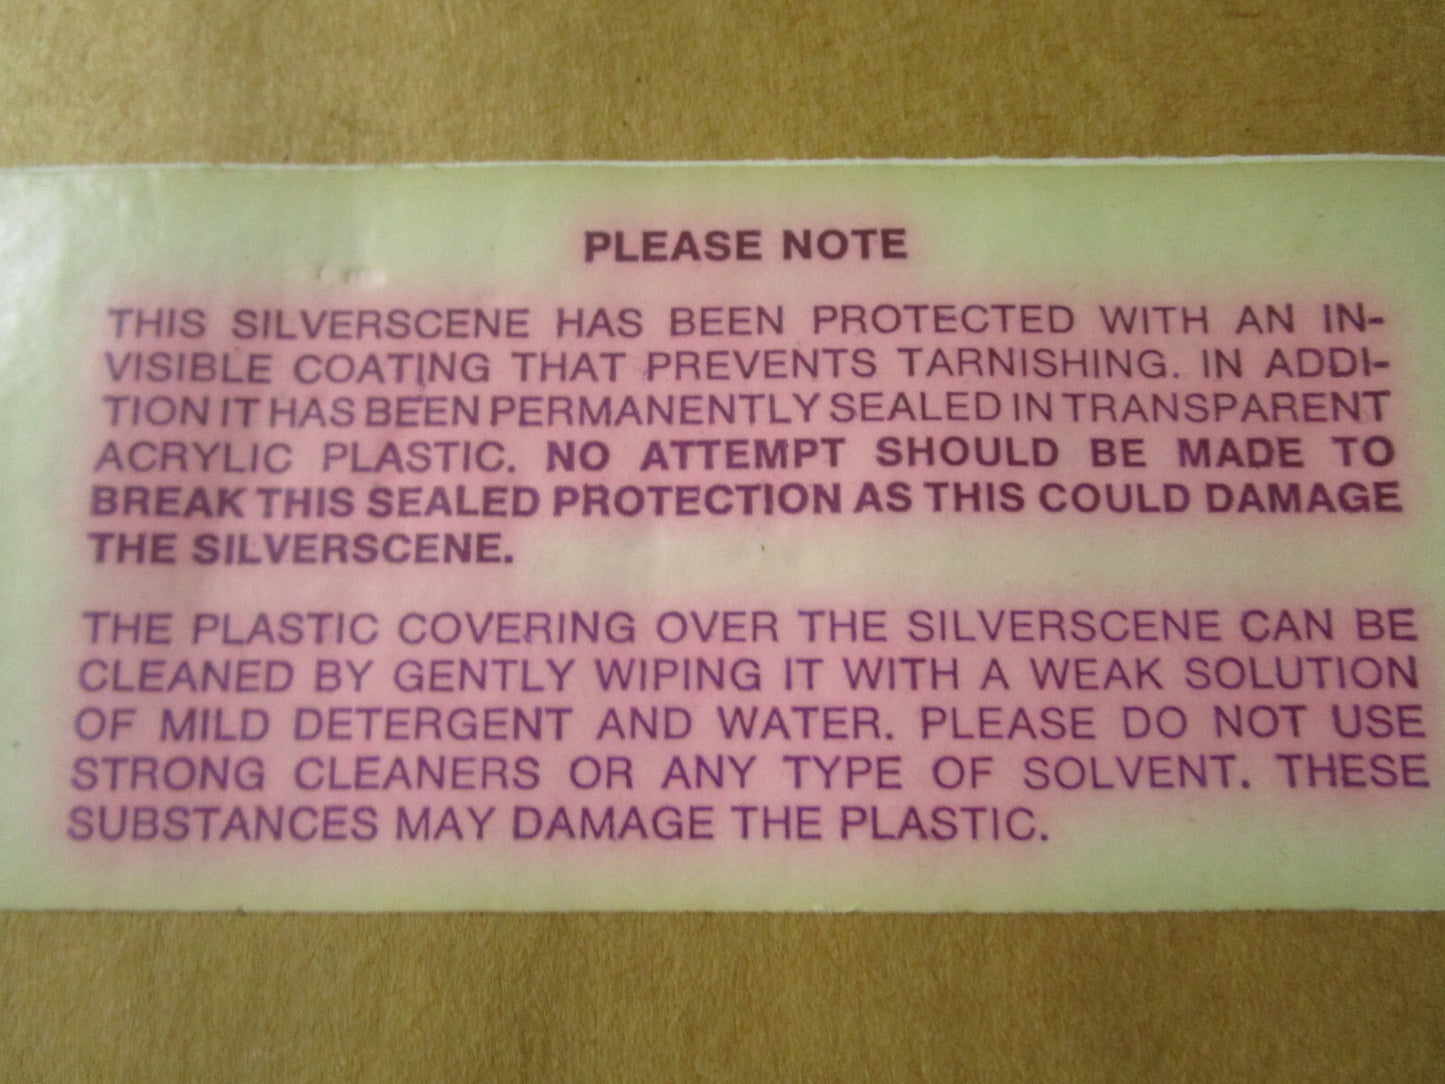 PLEASE NOTE
THIS SILVERSCENE HAS BEEN PROTECTED WITH AN IN-
VISIBLE COATING THAT PREVENTS TARNISHING. IN ADDI-
TION IT HAS BEEN PERMANENTLY SEALED IN TRANSPARENT
ACRYLIC PLASTIC. NO ATTEMPT SHOULD BE MADE TO
BREAK THIS SEALED PROTECTION AS THIS COULD DAMAGE
THE SILVERSCENE.
THE PLASTIC COVERING OVER THE SILVERSCENE CAN BE
CLEANED BY GENTLY WIPING IT WITH A WEAK SOLUTION
OF MILD DETERGENT AND WATER. PLEASE DO NOT USE
STRONG CLEANERS OR ANY TYPE OF SOLVENT. THESE
SUBSTANCES MAY DAMAGE THE PLASTIC.